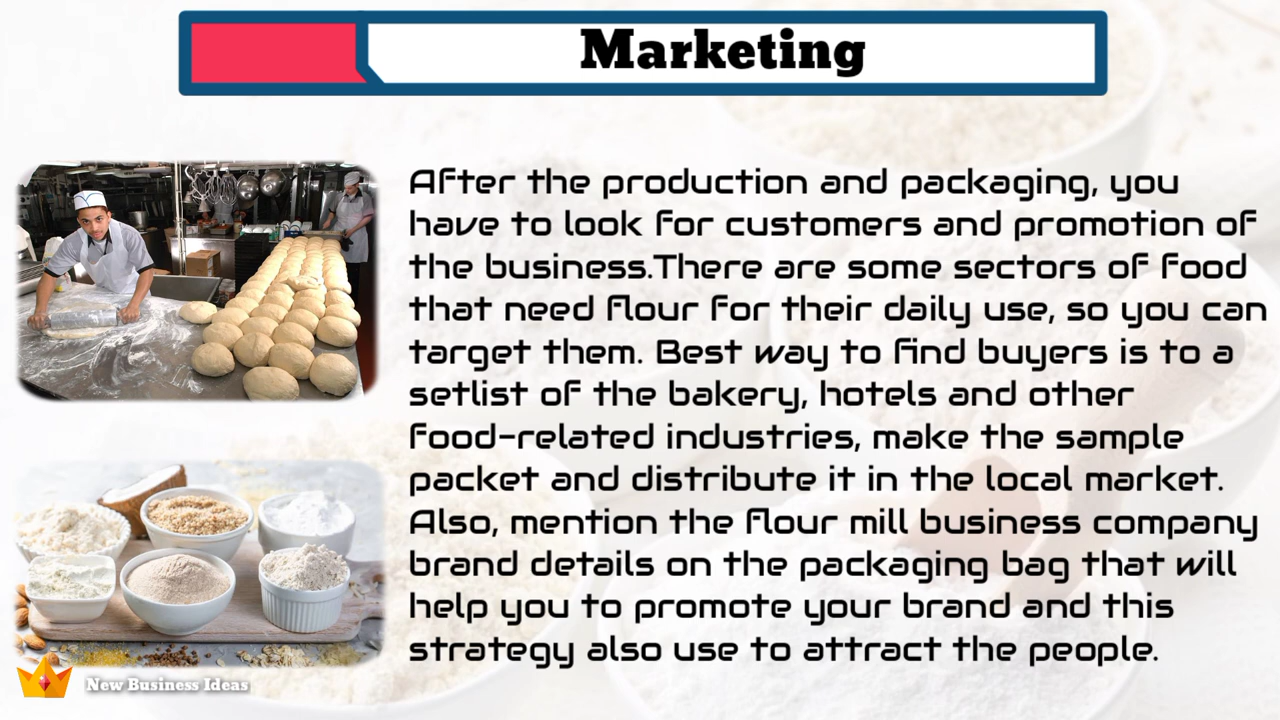 Marketing
After the production and packaging, you
have to look for customers and promotion of
the business.There are some sectors of food
that need flour for their daily use, so you can
target them. Best way to find buyers is to a
setlist of the bakery, hotels and other
food-related industries, make the sample
packet and distribute it in the local market.
Also, mention the flour mill business company
brand details on the packaging bag that will
help you to promote your brand and this
strategy also use to attract the people.
New Business Ideas